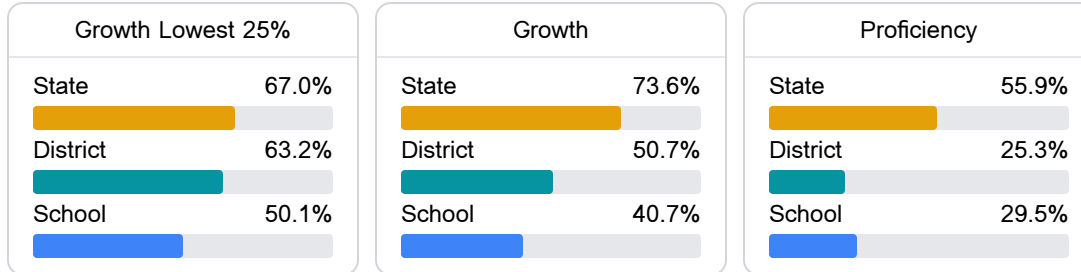 Growth Lowest 25%
State 67.0%
District 63.2%
School 50.1%
Growth
State 73.6%
District 50.7%
School 40.7%
Proficiency
State 55.9%
District 25.3%
School 29.5%